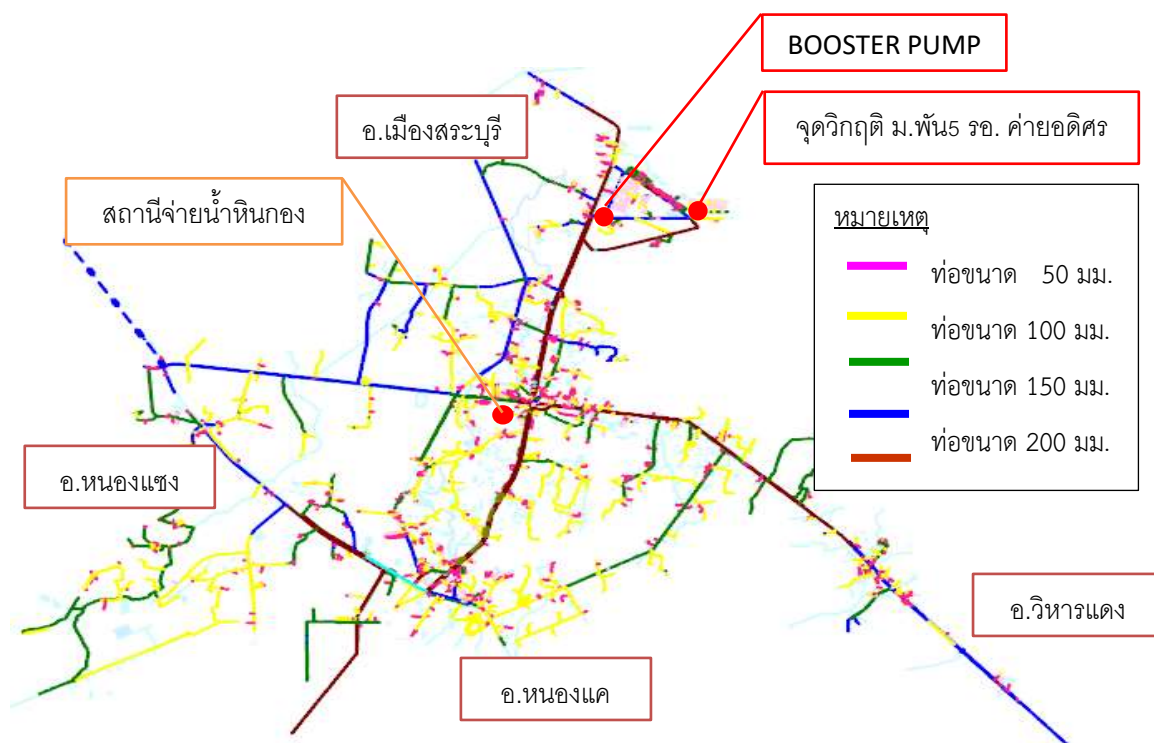 BOOSTER PUMP
จุดวิกฤติ ม.พัน5 รอ. ค่ายอดิศร
อ.เมืองสระบุรี
สถานีจ่ายน้ำหินกอง
หมายเหตุ
ท่อขนาด 50 มม.
ท่อขนาด 100 มม.
ท่อขนาด 150 มม.
ท่อขนาด 200 มม.
อ.หนองแซง
อ.วิหารแดง
อ.หนองแค